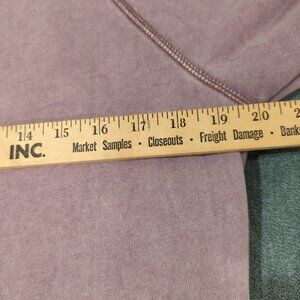 14 15 16 17 18 19 20
INC. Market Samples · Closeouts · Freight Damage ·